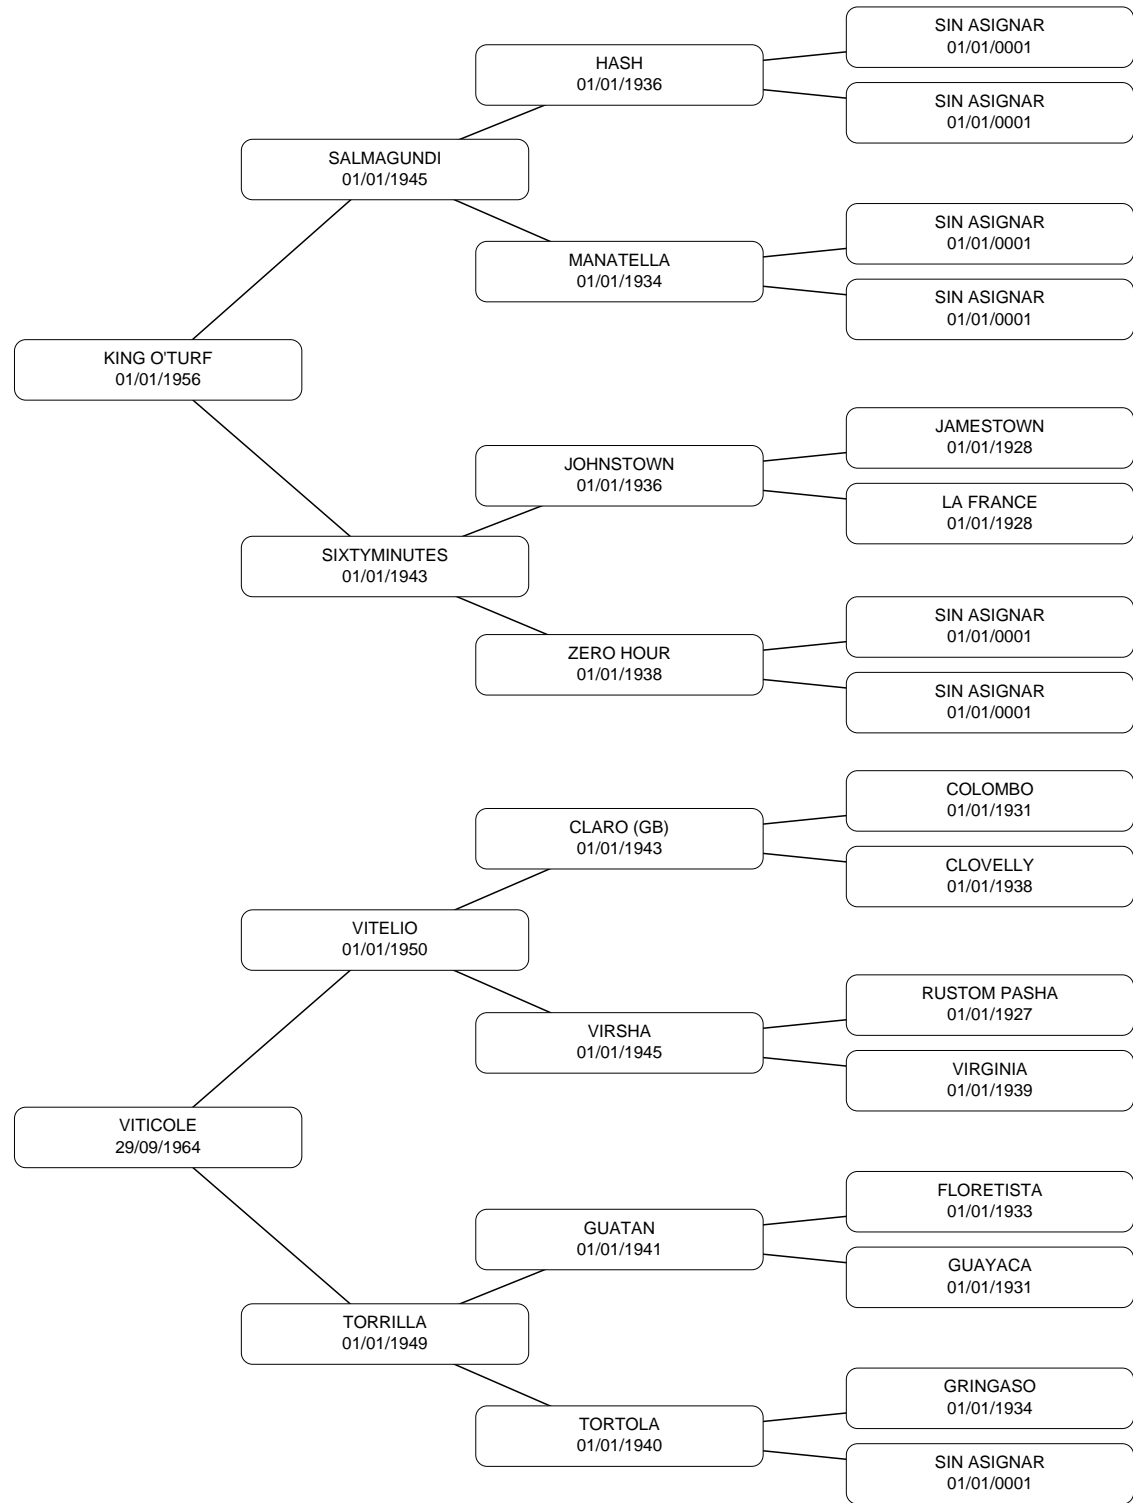 SIN ASIGNAR
01/01/0001
HASH
01/01/1936
SIN ASIGNAR
01/01/0001
SALMAGUNDI
01/01/1945
SIN ASIGNAR
01/01/0001
MANATELLA
01/01/1934
SIN ASIGNAR
01/01/0001
KING O'TURF
01/01/1956
JAMESTOWN
01/01/1928
JOHNSTOWN
01/01/1936
LA FRANCE
01/01/1928
SIXTYMINUTES
01/01/1943
SIN ASIGNAR
01/01/0001
ZERO HOUR
01/01/1938
SIN ASIGNAR
01/01/0001
COLOMBO
01/01/1931
CLARO (GB)
01/01/1943
CLOVELLY
01/01/1938
VITELIO
01/01/1950
RUSTOM PASHA
01/01/1927
VIRSHA
01/01/1945
VIRGINIA
01/01/1939
VITICOLE
29/09/1964
FLORETISTA
01/01/1933
GUATAN
01/01/1941
GUAYACA
01/01/1931
TORRILLA
01/01/1949
GRINGASO
01/01/1934
TORTOLA
01/01/1940
SIN ASIGNAR
01/01/0001